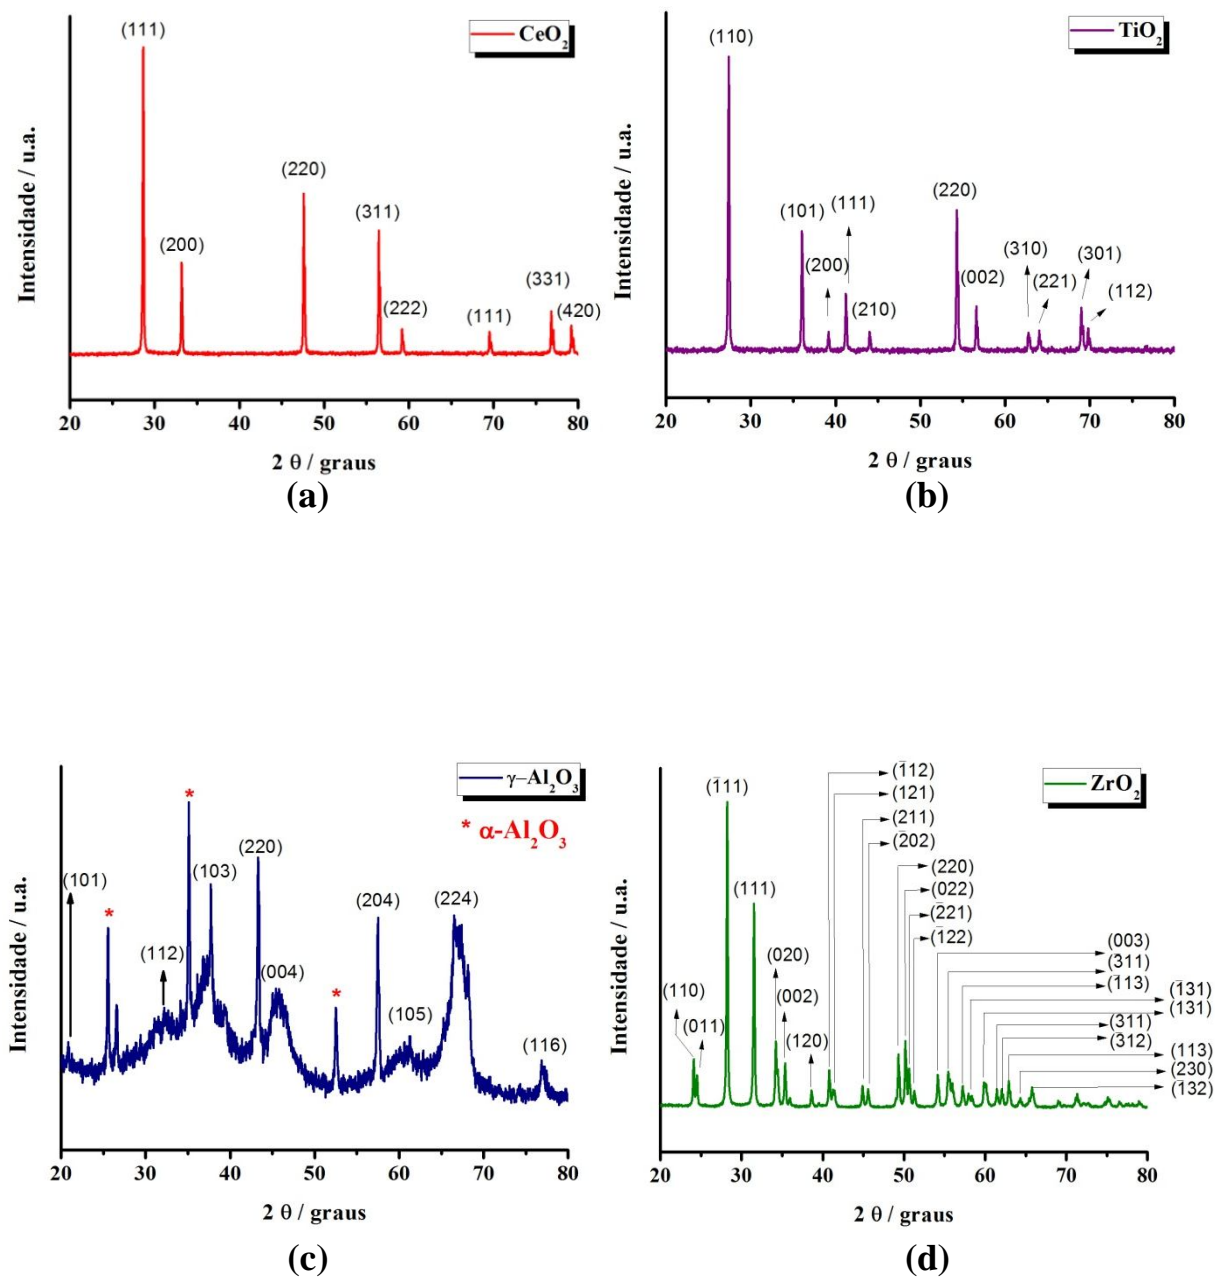 CeO₂
(111)
(200)
(220)
(311)
(222)
(111)
(331)
(420)
Intensidade / u.a.
20 30 40 50 60 70 80
2 θ / graus
(a)
TiO₂
(110)
(101)
(200)
(111)
(210)
(220)
(002)
(310)
(221)
(301)
(112)
Intensidade / u.a.
20 30 40 50 60 70 80
2 θ / graus
(b)
γ–Al₂O₃
* α-Al₂O₃
(101)
*
(112)
*
(103)
(220)
(004)
*
(204)
(105)
(224)
(116)
Intensidade / u.a.
20 30 40 50 60 70 80
2 θ / graus
(c)
ZrO₂
(110)
(011)
(1̅11)
(111)
(020)
(002)
(120)
(1̅12)
(121)
(211)
(2̅02)
(220)
(022)
(2̅21)
(1̅22)
(003)
(311)
(1̅13)
(1̅31)
(131)
(311)
(3̅12)
(113)
(230)
(1̅32)
Intensidade / u.a.
20 30 40 50 60 70 80
2 θ / graus
(d)